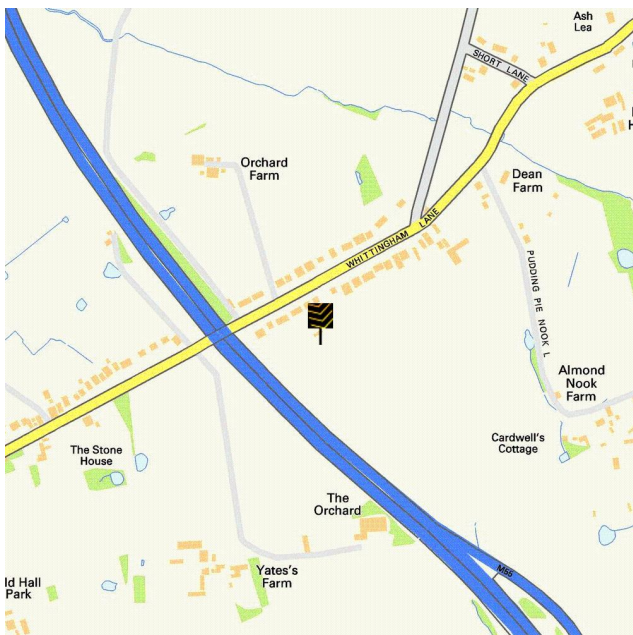 Ash
Lea
SHORT LANE
Orchard
Farm
Dean
Farm
WHITTINGHAM LANE
PUDDING PIE NOOK L
Almond
Nook
Farm
Cardwell's
Cottage
The Stone
House
The
Orchard
M55
Yates's
Farm
ld Hall
Park